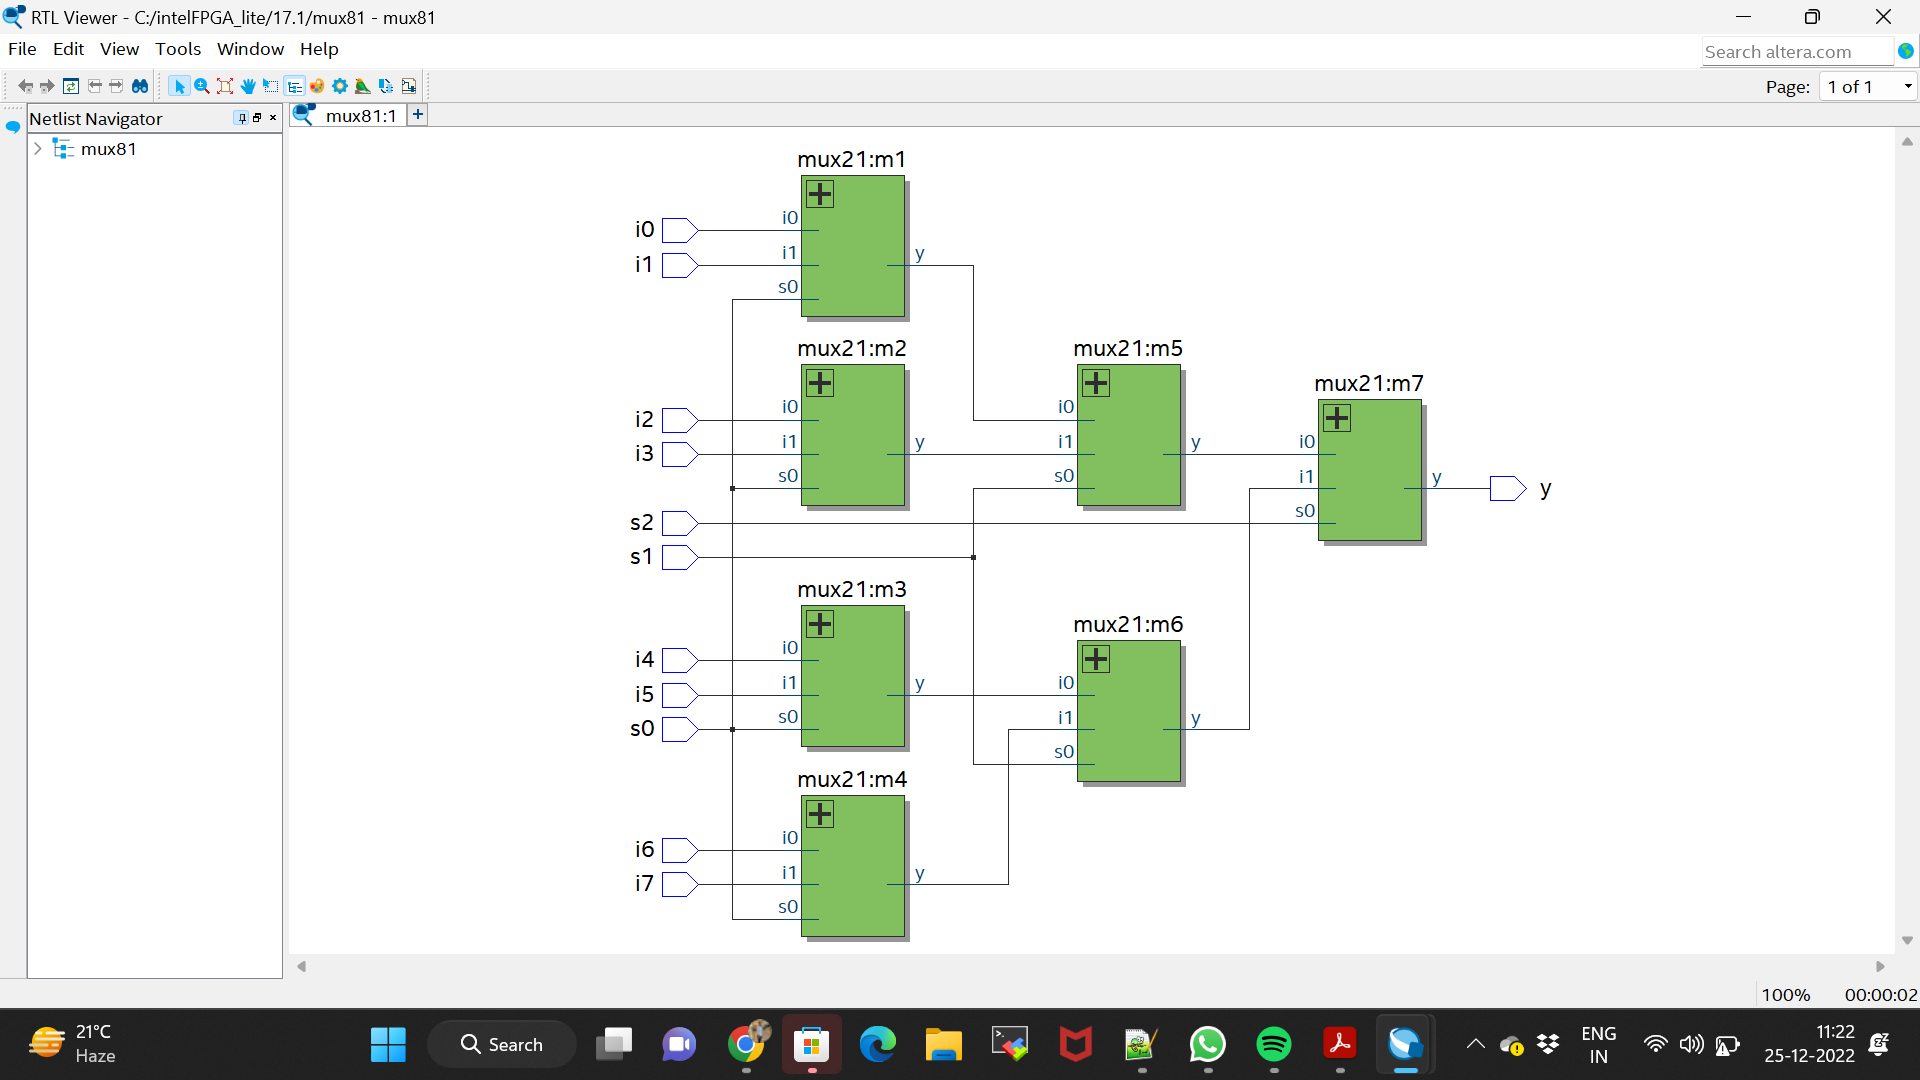 RTL Viewer - C:/intelFPGA_lite/17.1/mux81 - mux81
File Edit View Tools Window Help
Search altera.com
Page: 1 of 1
Netlist Navigator
mux81:1 +
mux81
mux21:m1
i0 i0
i1 i1 y
s0
mux21:m2 mux21:m5
mux21:m7
i2 i0 i0
i3 i1 y i1 y i0
s0 s0 i1 y y
s2 s0
s1
mux21:m3
mux21:m6
i4 i0
i5 i1 y i0
s0 s0 i1 y
s0
mux21:m4
i6 i0
i7 i1 y
s0
100% 00:00:02
21°C
Haze
Search
ENG
IN
11:22
25-12-2022